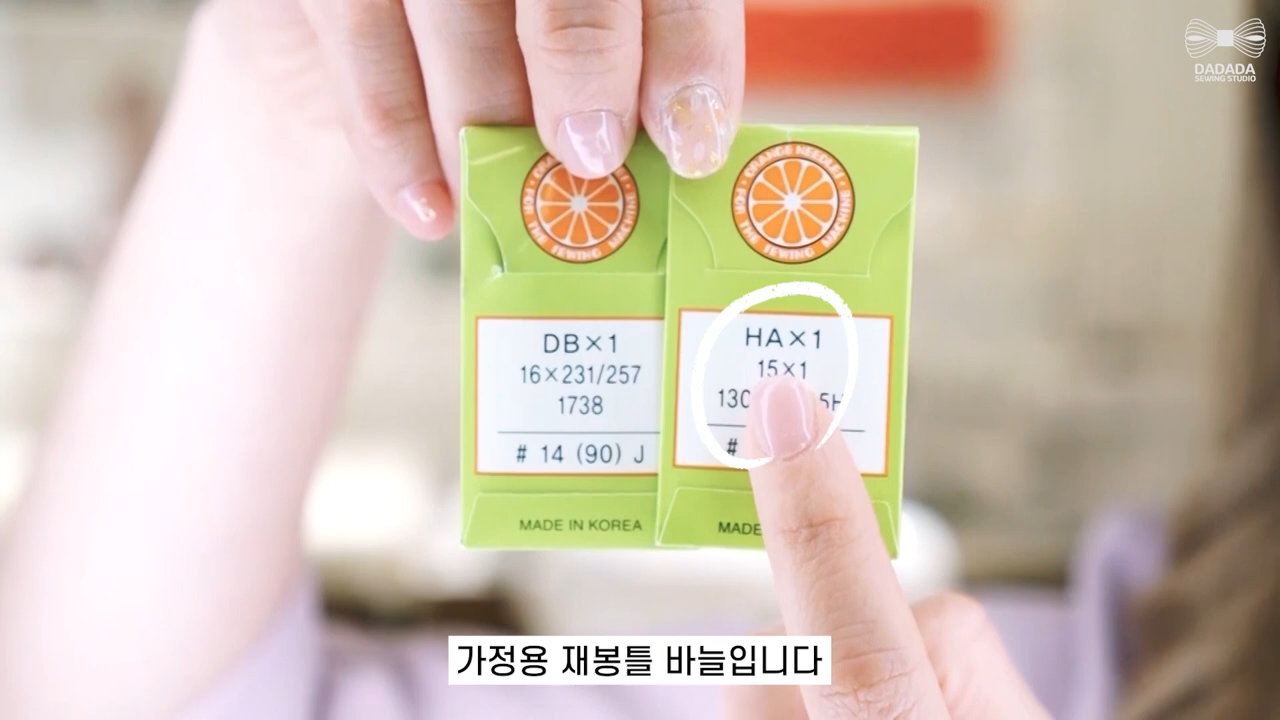 DADADA
SEWING STUDIO
ORANGE NEEDLES
FOR THE SEWING MACHINE
DB×1
16×231/257
1738
# 14 (90) J
MADE IN KOREA
ORANGE NEEDLES
FOR THE SEWING MACHINE
HA×1
15×1
#
MADE
가정용 재봉틀 바늘입니다